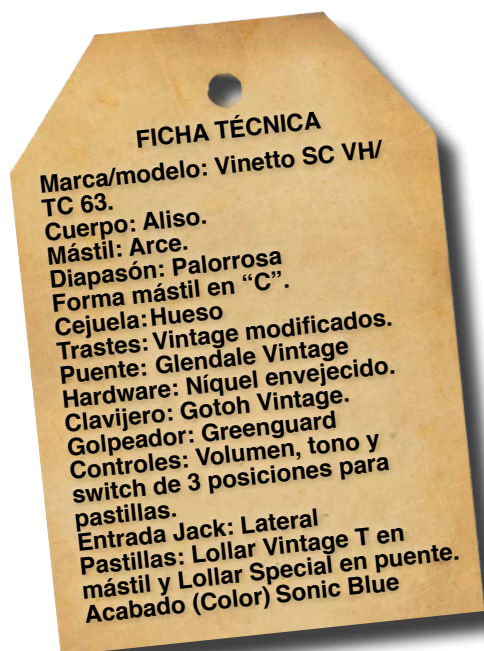 FICHA TÉCNICA
Marca/modelo: Vinetto SC VH/
TC 63.
Cuerpo: Aliso.
Mástil: Arce.
Diapasón: Palorrosa
Forma mástil en “C”.
Cejuela:Hueso
Trastes: Vintage modificados.
Puente: Glendale Vintage
Hardware: Níquel envejecido.
Clavijero: Gotoh Vintage.
Golpeador: Greenguard
Controles: Volumen, tono y
switch de 3 posiciones para
pastillas.
Entrada Jack: Lateral
Pastillas: Lollar Vintage T en
mástil y Lollar Special en puente.
Acabado (Color) Sonic Blue